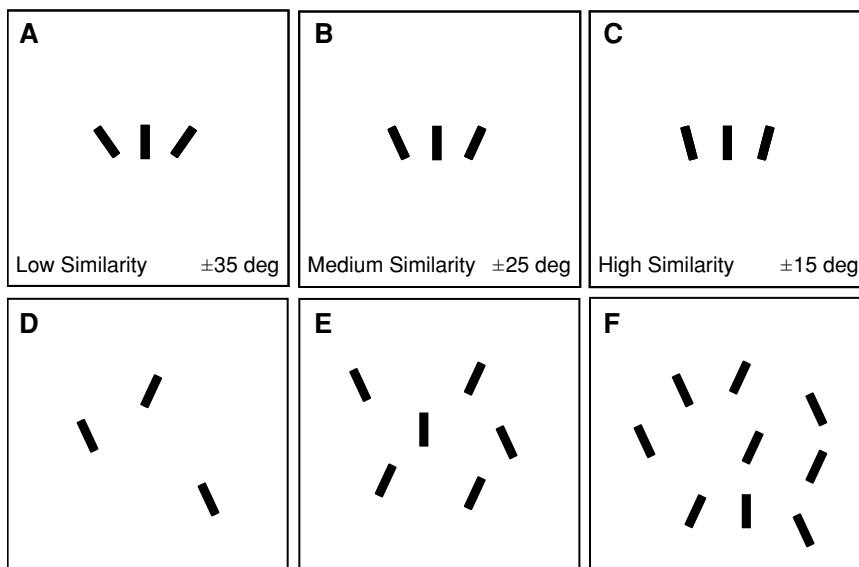 A
B
C
Low Similarity ±35 deg
Medium Similarity ±25 deg
High Similarity ±15 deg
D
E
F